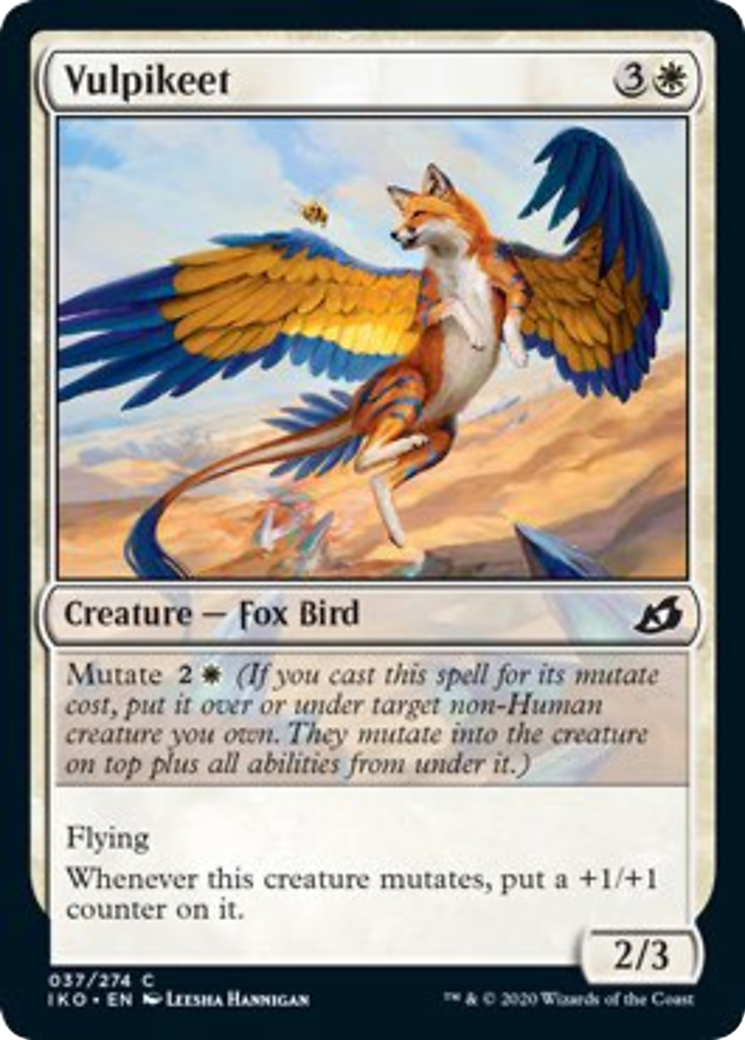 Vulpikeet 3
Creature — Fox Bird
Mutate 2 (If you cast this spell for its mutate
cost, put it over or under target non-Human
creature you own. They mutate into the creature
on top plus all abilities from under it.)
Flying
Whenever this creature mutates, put a +1/+1
counter on it.
2/3
037/274 C
IKO • EN Leesha Hannigan
™ & © 2020 Wizards of the Coast